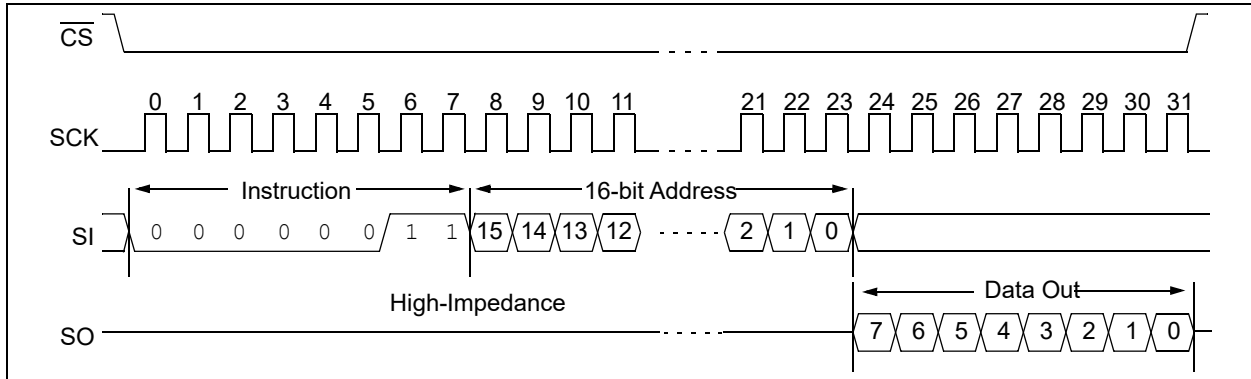 CS
0 1 2 3 4 5 6 7 8 9 10 11 21 22 23 24 25 26 27 28 29 30 31
SCK
Instruction 16-bit Address
SI 0 0 0 0 0 0 1 1 15 14 13 12 2 1 0
High-Impedance Data Out
SO 7 6 5 4 3 2 1 0